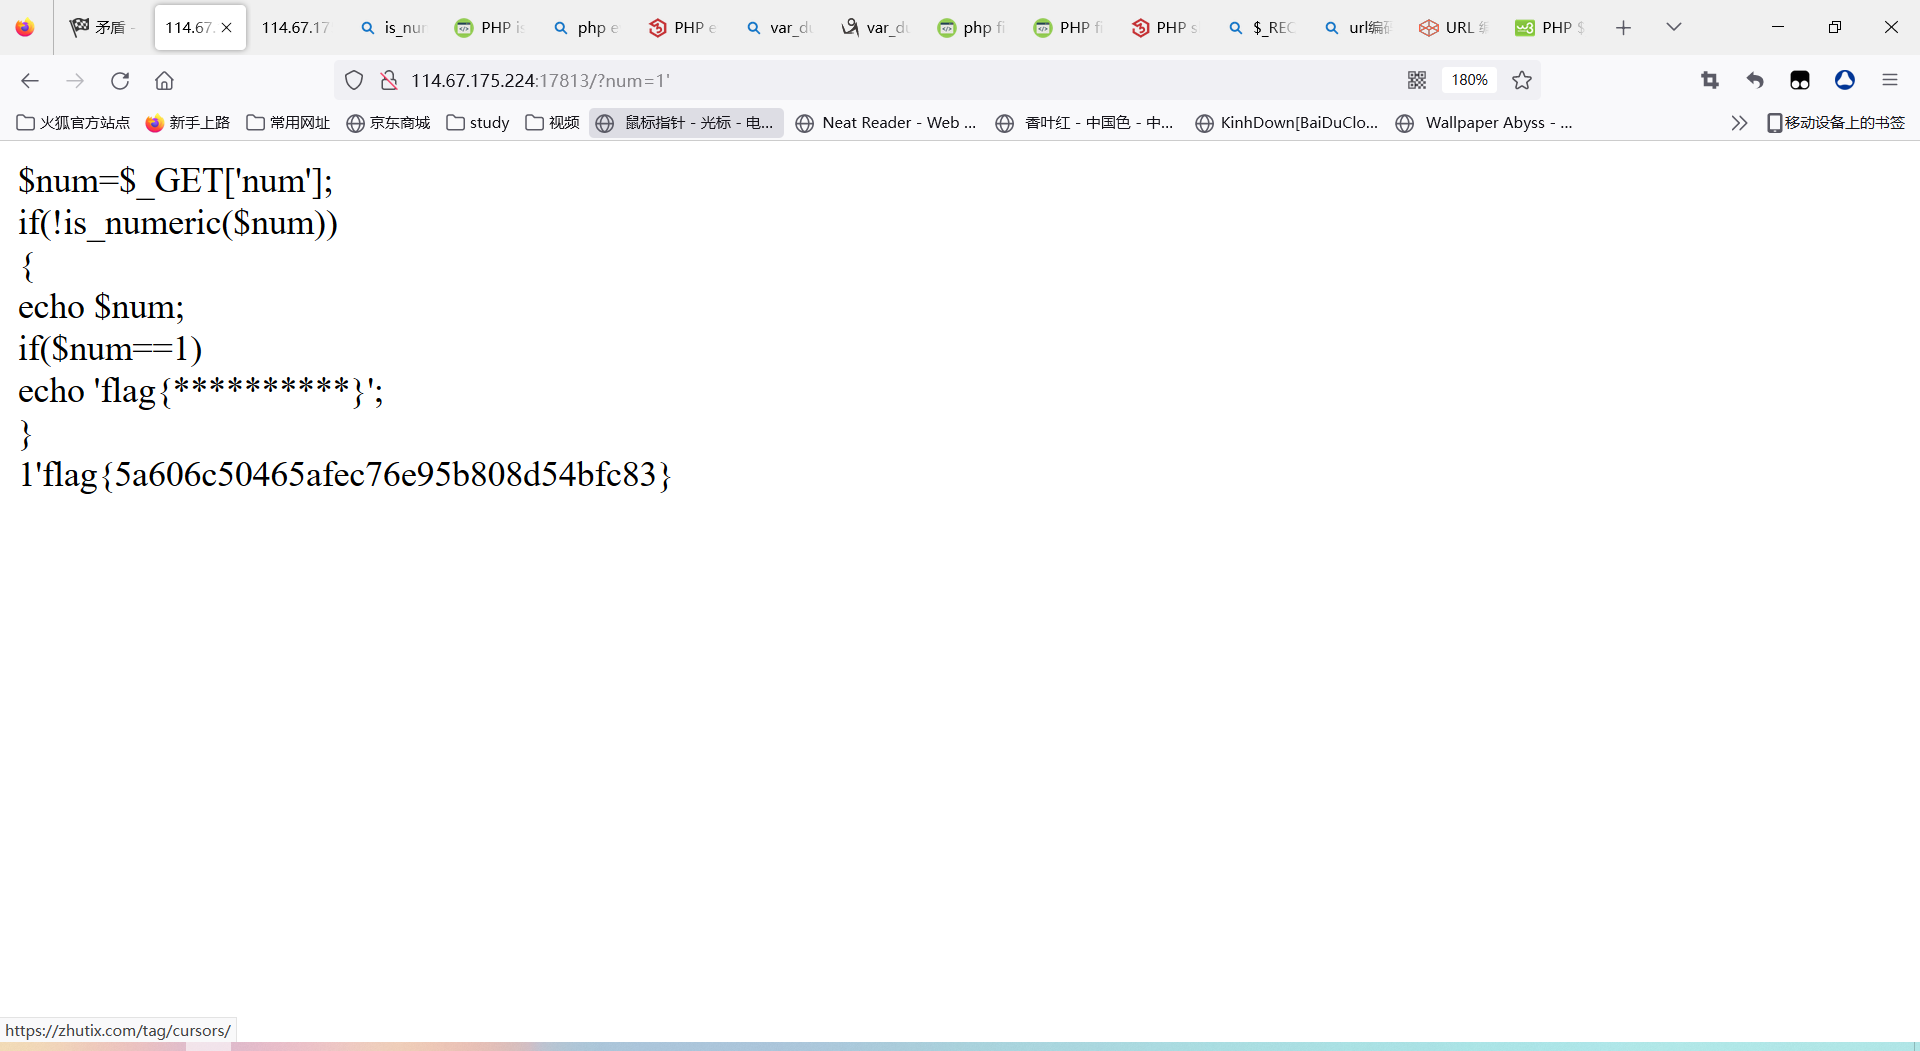 矛盾 -
114.67.
114.67.17
is_nur
PHP is
php e
PHP e
var_du
var_du
php fi
PHP fi
PHP s
$_REC
url编码
URL 编
PHP $
114.67.175.224:17813/?num=1'
180%
火狐官方站点
新手上路
常用网址
京东商城
study
视频
鼠标指针 - 光标 - 电...
Neat Reader - Web ...
香叶红 - 中国色 - 中...
KinhDown[BaiDuClo...
Wallpaper Abyss - ...
移动设备上的书签
$num=$_GET['num'];
if(!is_numeric($num))
{
echo $num;
if($num==1)
echo 'flag{**********}';
}
1'flag{5a606c50465afec76e95b808d54bfc83}
https://zhutix.com/tag/cursors/